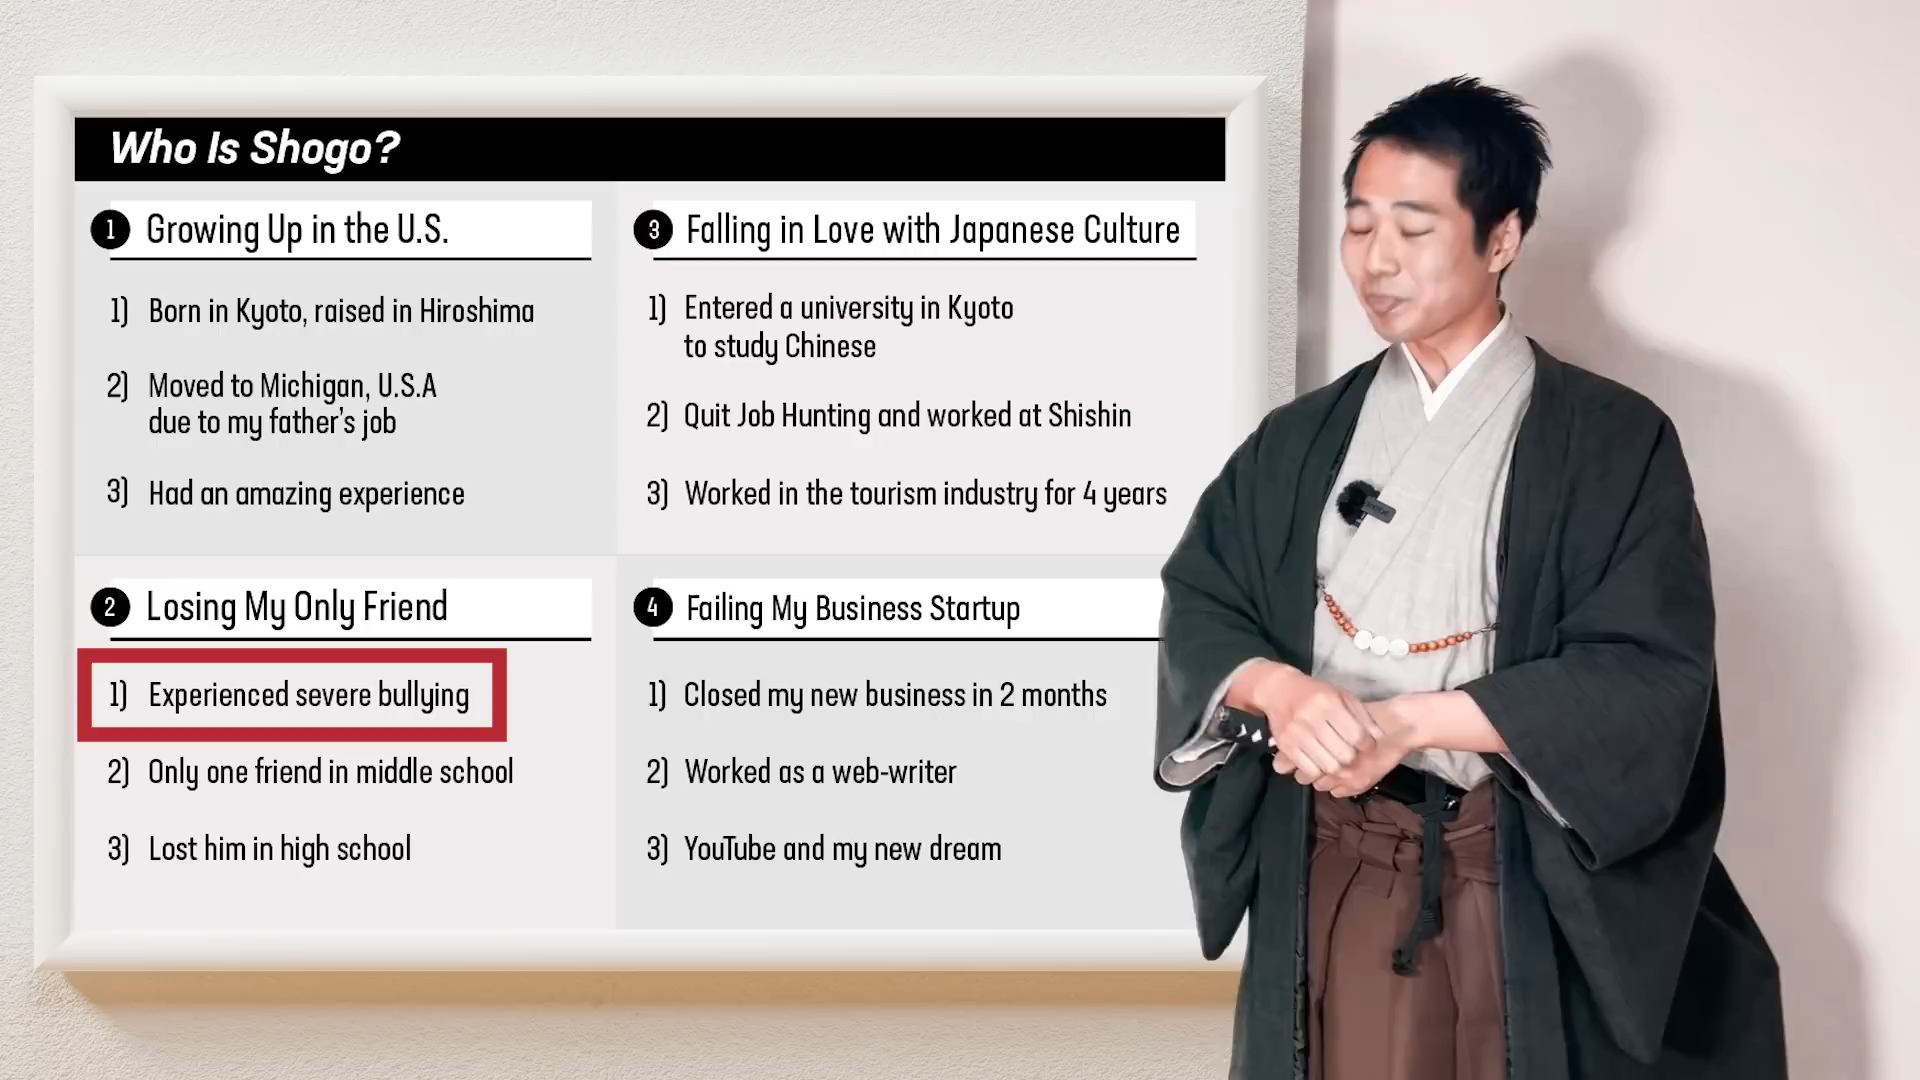 Who Is Shogo?
1 Growing Up in the U.S.
1) Born in Kyoto, raised in Hiroshima
2) Moved to Michigan, U.S.A
due to my father's job
3) Had an amazing experience
2 Losing My Only Friend
1) Experienced severe bullying
2) Only one friend in middle school
3) Lost him in high school
3 Falling in Love with Japanese Culture
1) Entered a university in Kyoto
to study Chinese
2) Quit Job Hunting and worked at Shishin
3) Worked in the tourism industry for 4 years
4 Failing My Business Startup
1) Closed my new business in 2 months
2) Worked as a web-writer
3) YouTube and my new dream